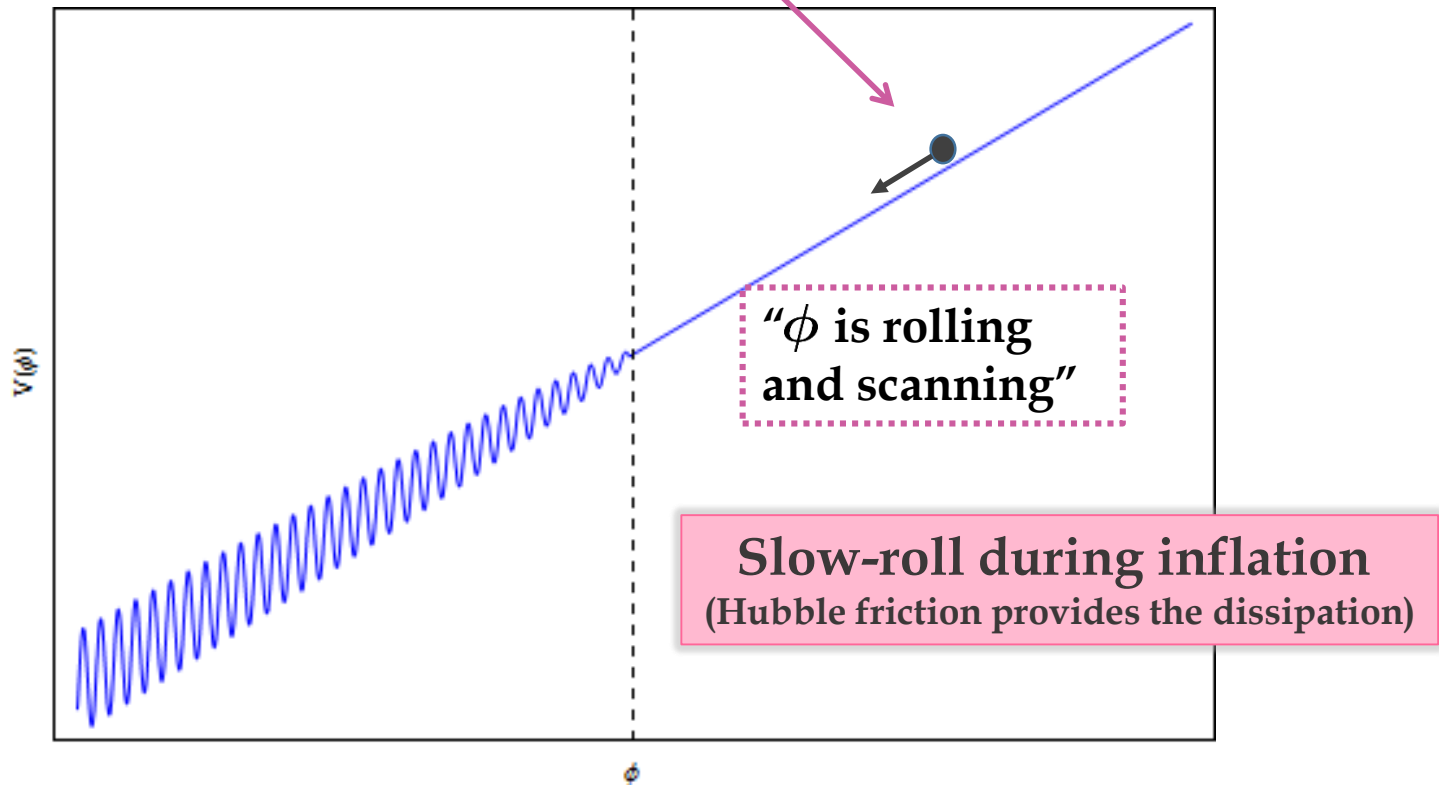 V(ϕ)
“ϕ is rolling
and scanning”
Slow-roll during inflation
(Hubble friction provides the dissipation)
ϕ